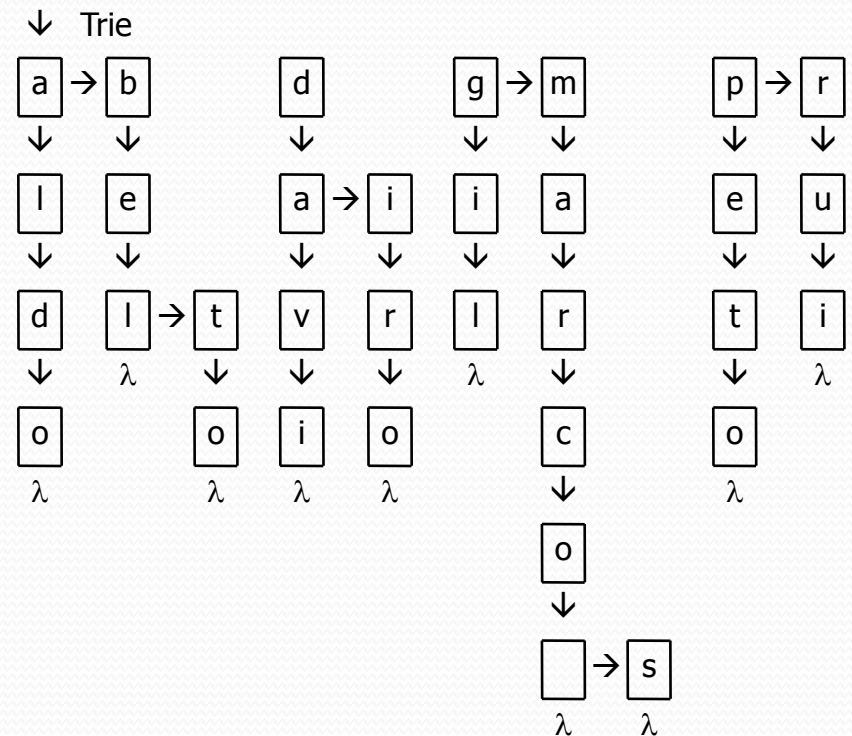 ↓ Trie
a → b d g → m p → r
↓ ↓ ↓ ↓ ↓ ↓ ↓
l e a → i i a e u
↓ ↓ ↓ ↓ ↓ ↓ ↓ ↓
d l → t v r l r t i
↓ λ ↓ ↓ ↓ λ ↓ ↓ λ
o o i o c o
λ λ λ λ ↓ λ
o
↓
→ s
λ λ